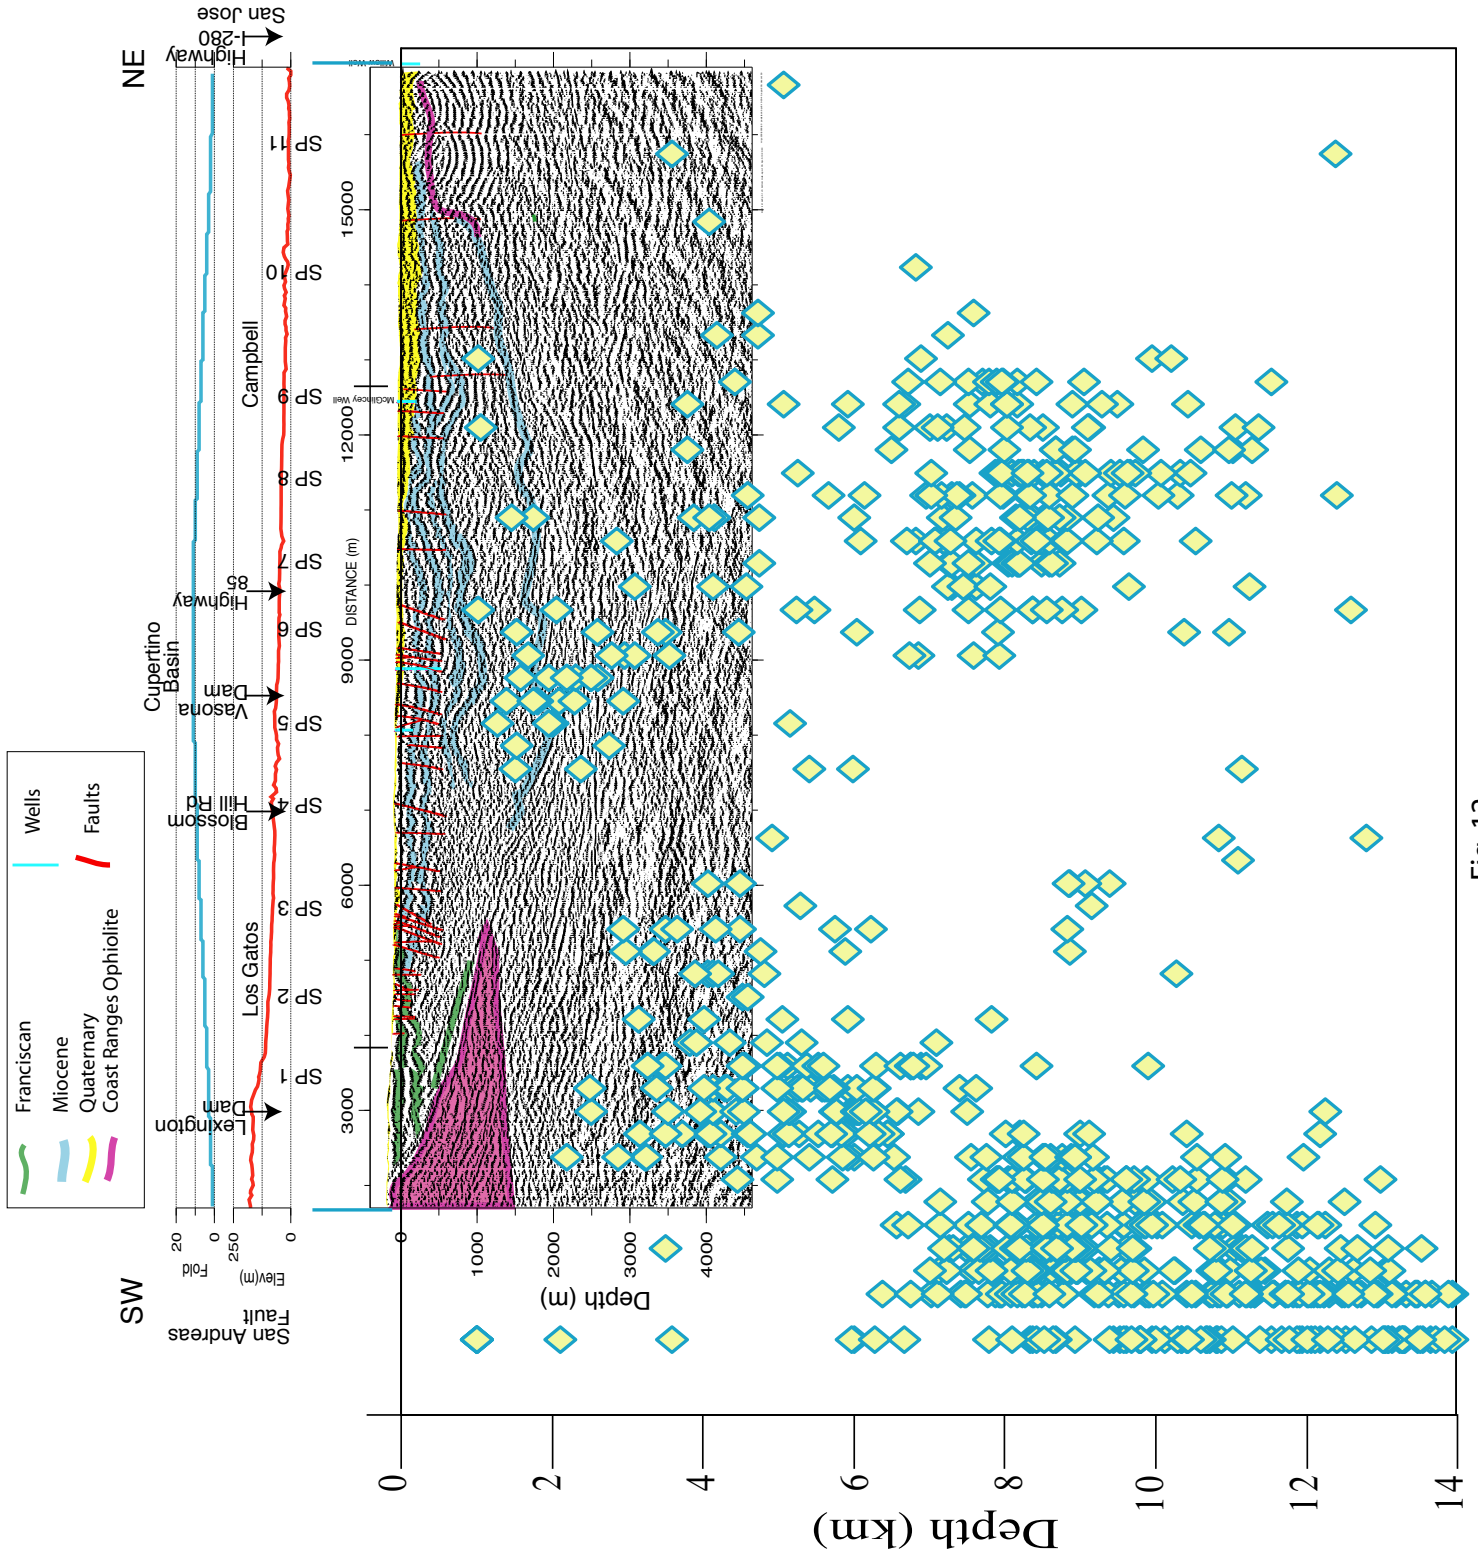 Franciscan
Miocene
Quaternary
Coast Ranges Ophiolite
Wells
Faults
SW
NE
San Andreas
Fault
Lexington
Dam
Blossom
Hill Rd
Vasona
Dam
Highway
85
Highway
I-280
San Jose
Cupertino
Basin
Los Gatos
Campbell
20
0
Fold
250
0
Elev(m)
SP 1
SP 2
SP 3
SP 4
SP 5
SP 6
SP 7
SP 8
SP 9
SP 10
SP 11
3000
6000
9000
12000
15000
DISTANCE (m)
McGlincey Well
0
1000
2000
3000
4000
Depth (m)
0
2
4
6
8
10
12
14
Depth (km)